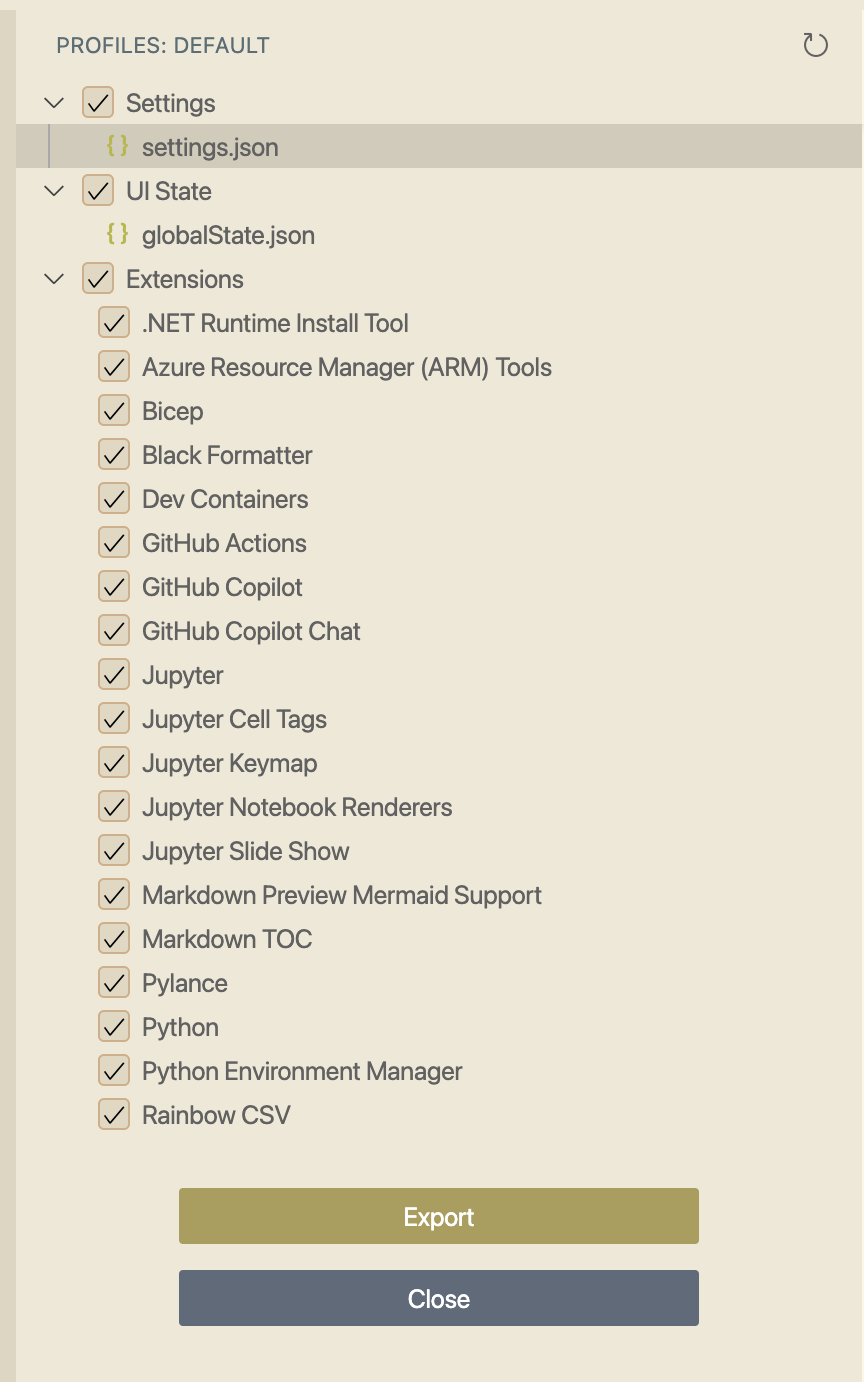 PROFILES: DEFAULT
Settings
{} settings.json
UI State
{} globalState.json
Extensions
.NET Runtime Install Tool
Azure Resource Manager (ARM) Tools
Bicep
Black Formatter
Dev Containers
GitHub Actions
GitHub Copilot
GitHub Copilot Chat
Jupyter
Jupyter Cell Tags
Jupyter Keymap
Jupyter Notebook Renderers
Jupyter Slide Show
Markdown Preview Mermaid Support
Markdown TOC
Pylance
Python
Python Environment Manager
Rainbow CSV
Export
Close